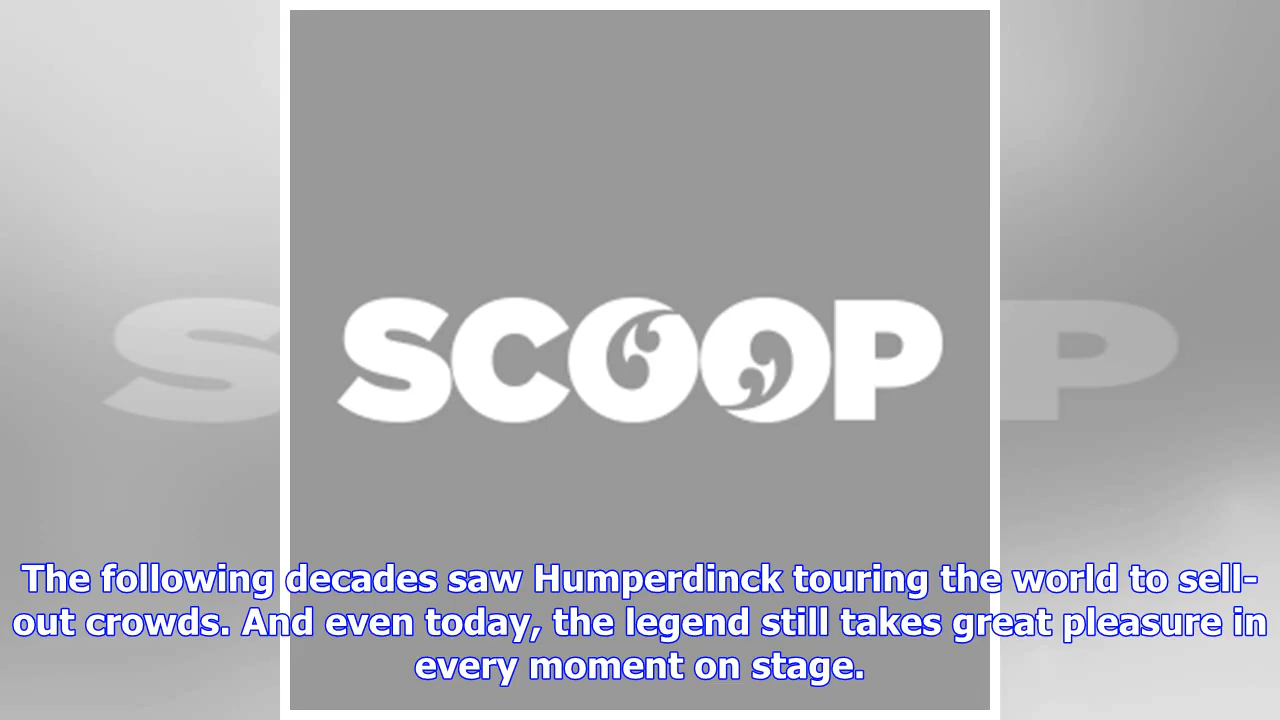 SCOOP
The following decades saw Humperdinck touring the world to sell-
out crowds. And even today, the legend still takes great pleasure in
every moment on stage.